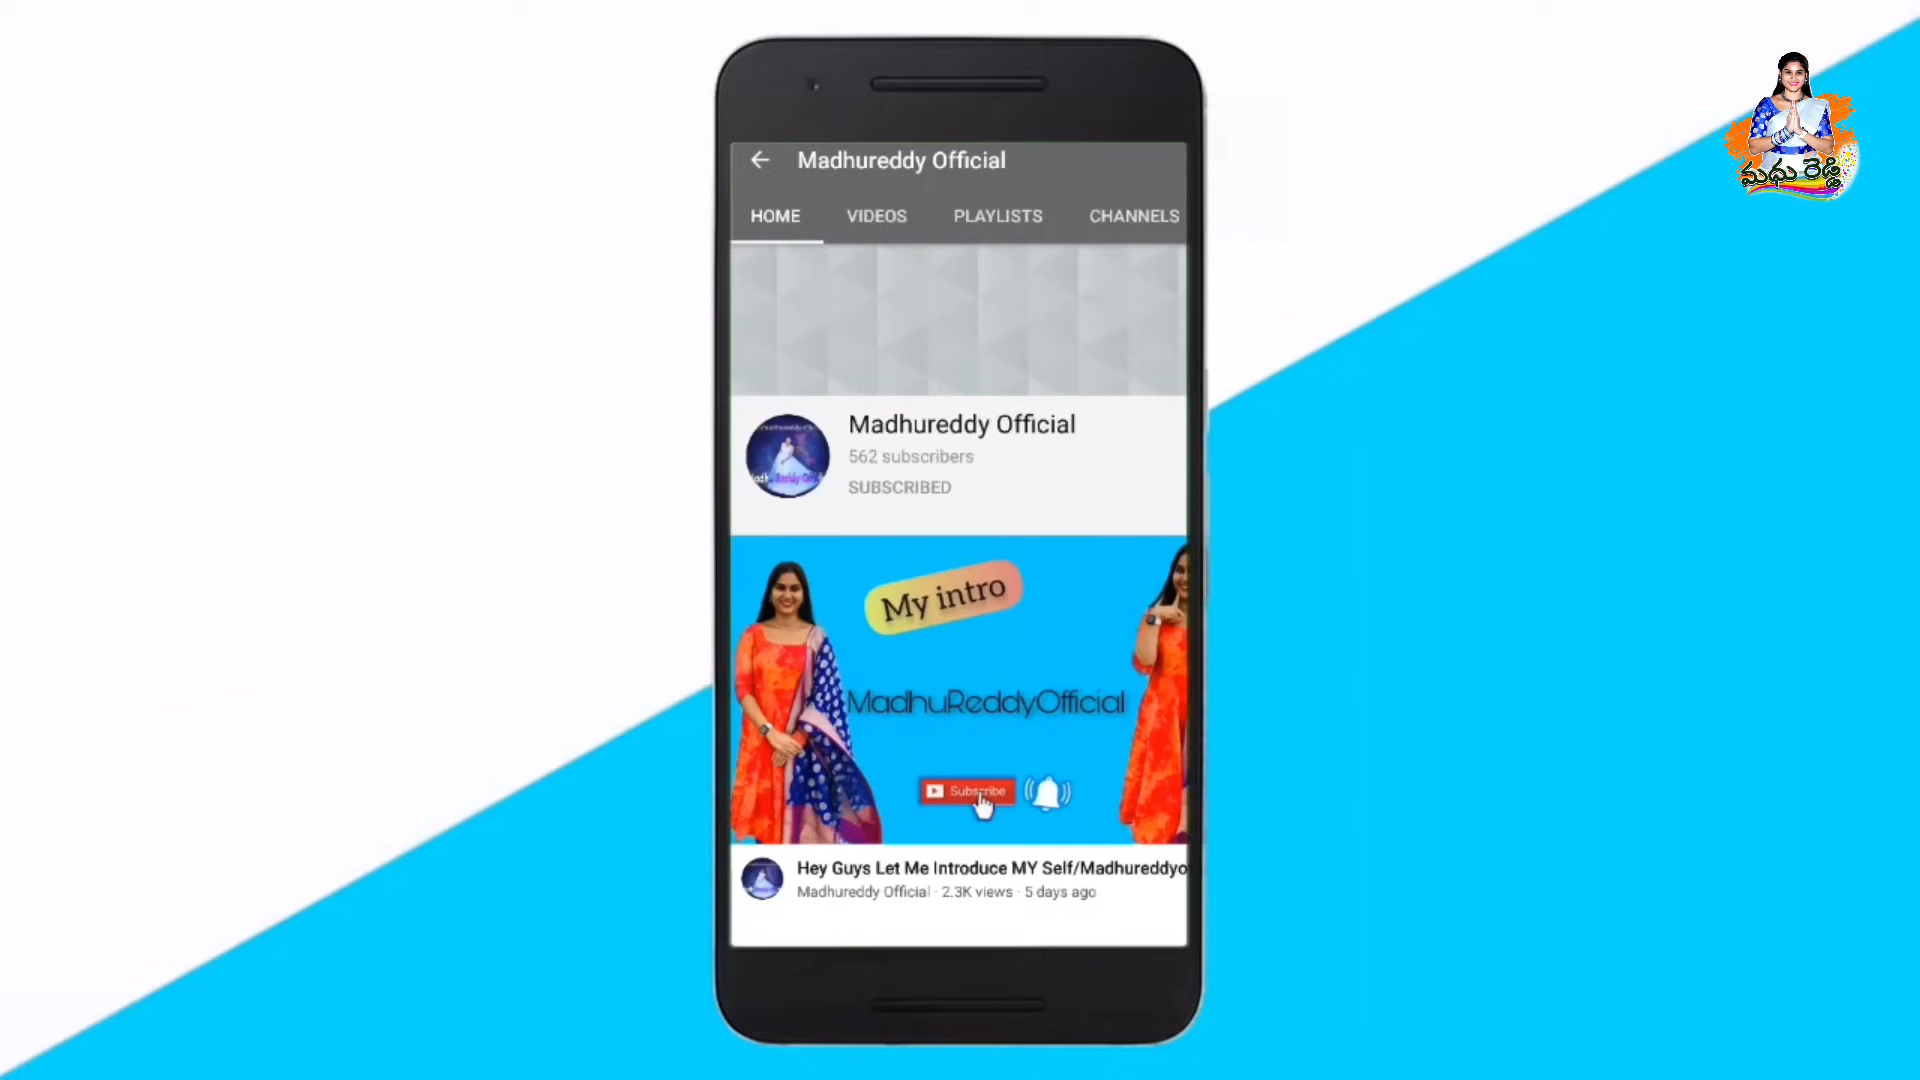 మధు రెడ్డి
Madhureddy Official
HOME VIDEOS PLAYLISTS CHANNELS
Madhureddy Official
562 subscribers
SUBSCRIBED
My intro
MadhuReddyOfficial
Subscribe
Hey Guys Let Me Introduce MY Self/Madhureddyo
Madhureddy Official · 2.3K views · 5 days ago